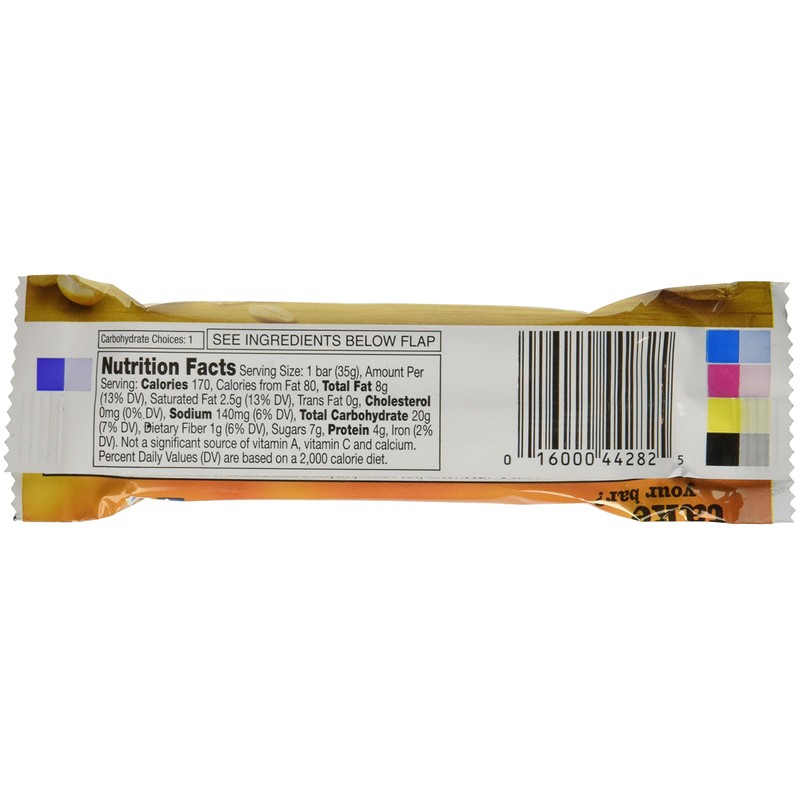 Carbohydrate Choices: 1
SEE INGREDIENTS BELOW FLAP
Nutrition Facts Serving Size: 1 bar (35g), Amount Per
Serving: Calories 170, Calories from Fat 80, Total Fat 8g
(13% DV), Saturated Fat 2.5g (13% DV), Trans Fat 0g, Cholesterol
0mg (0% DV), Sodium 140mg (6% DV), Total Carbohydrate 20g
(7% DV), Dietary Fiber 1g (6% DV), Sugars 7g, Protein 4g, Iron (2%
DV). Not a significant source of vitamin A, vitamin C and calcium.
Percent Daily Values (DV) are based on a 2,000 calorie diet.
0 16000 44282 5
your bar